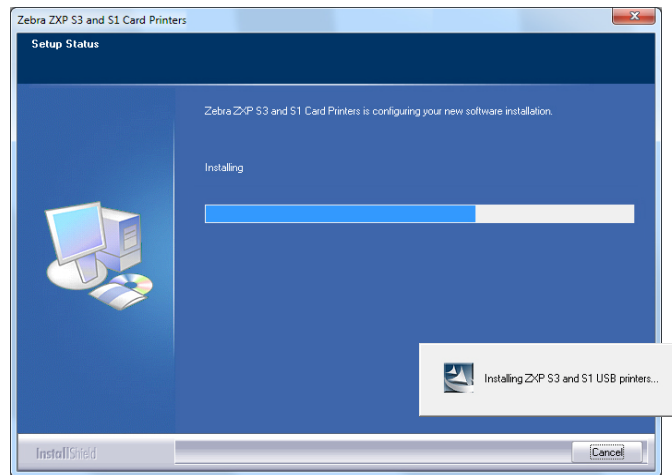 Zebra ZXP S3 and S1 Card Printers
Setup Status
Zebra ZXP S3 and S1 Card Printers is configuring your new software installation.
Installing
Installing ZXP S3 and S1 USB printers...
InstallShield
Cancel